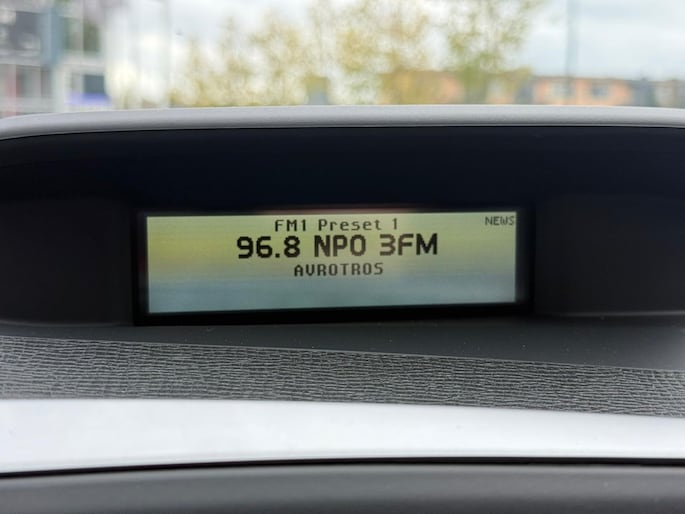 FM1 Preset 1
NEWS
96.8 NPO 3FM
AVROTROS